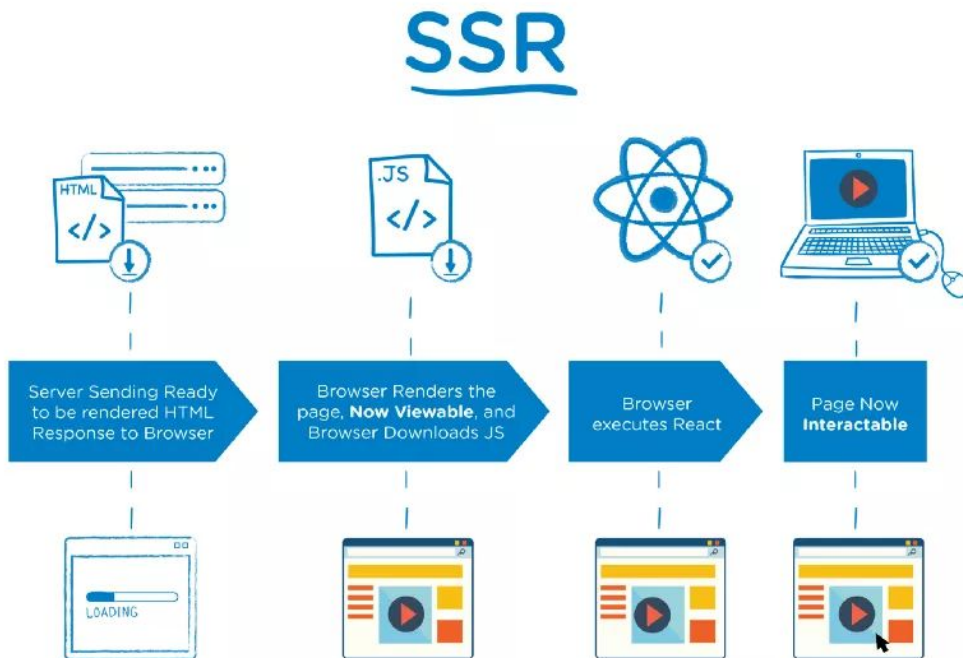 SSR
HTML
</>
.JS
</>
Server Sending Ready
to be rendered HTML
Response to Browser
Browser Renders the
page, Now Viewable, and
Browser Downloads JS
Browser
executes React
Page Now
Interactable
LOADING